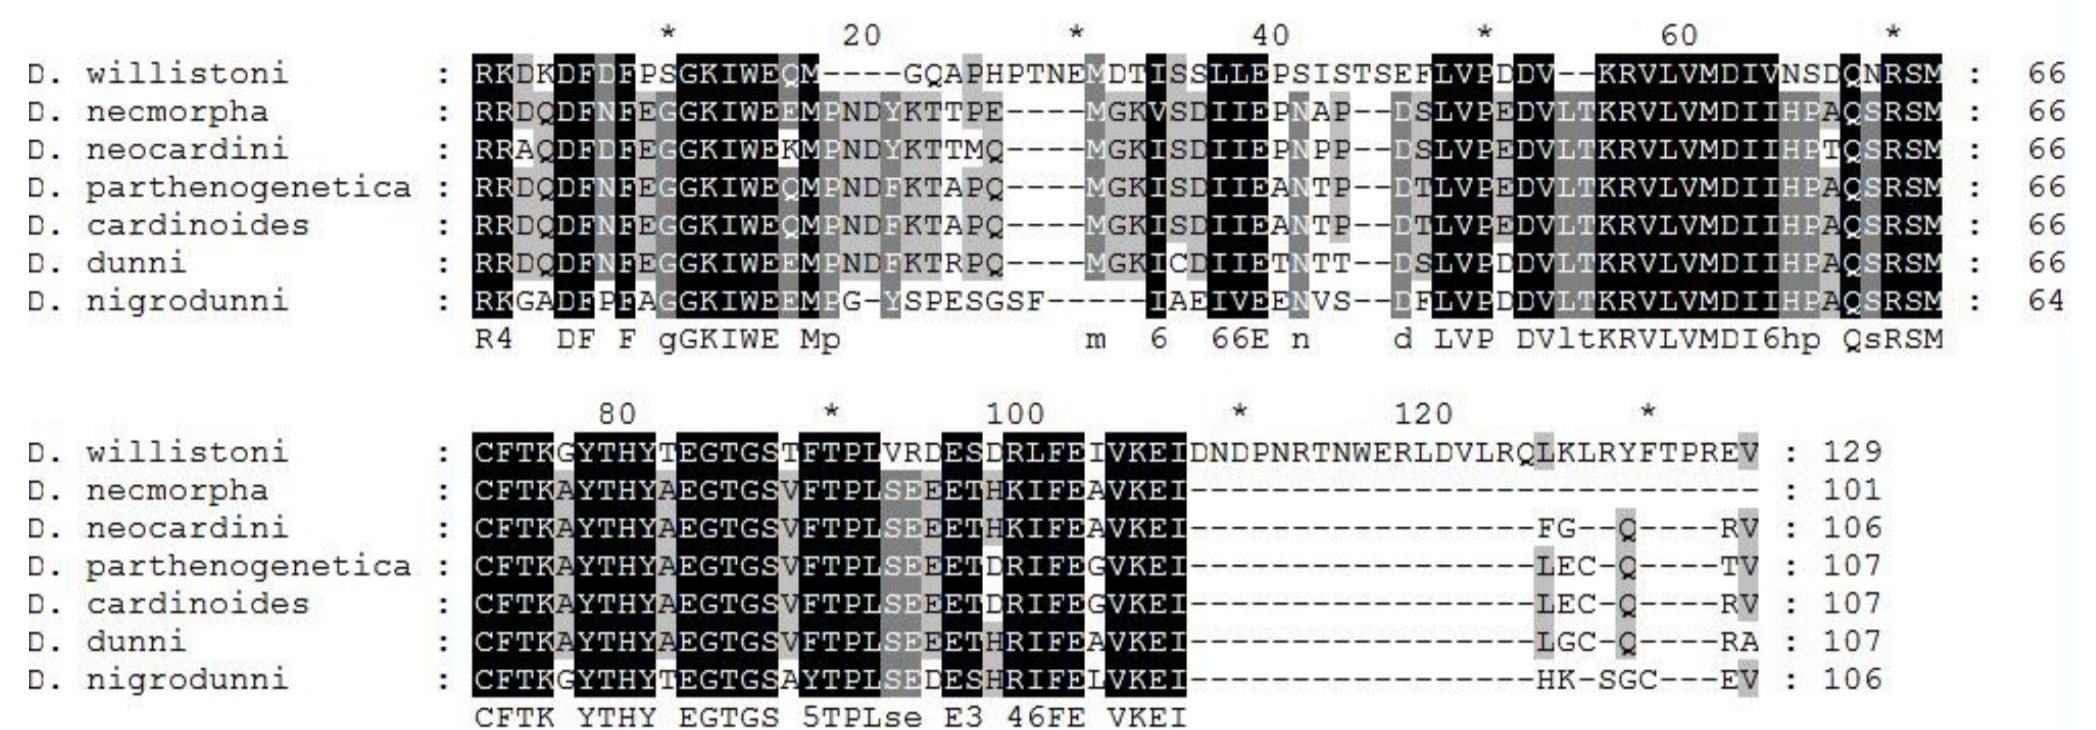 * 20 * 40 * 60 *
D. willistoni : RKDKDFDFPSGKIWEQM----GQAPHPTNEMDTISSLLEPSISTSEFLVPDDV--KRVLVMDIVNSDQNRSM : 66
D. necmorpha : RRDQDFNFEGGKIWEEMPNDYKTTPE----MGKVSDIIEPNAP--DSLVPEDVLTKRVLVMDIIHPAQSRSM : 66
D. neocardini : RRAQDFDFEGGKIWEKMPNDYKTTMQ----MGKISDIIEPNPP--DSLVPEDVLTKRVLVMDIIHPTQSRSM : 66
D. parthenogenetica : RRDQDFNFEGGKIWEQMPNDFKTAPQ----MGKISDIIEANTP--DTLVPEDVLTKRVLVMDIIHPAQSRSM : 66
D. cardinoides : RRDQDFNFEGGKIWEQMPNDFKTAPQ----MGKISDIIEANTP--DTLVPEDVLTKRVLVMDIIHPAQSRSM : 66
D. dunni : RRDQDFNFEGGKIWEEMPNDFKTRPQ----MGKICDIIETNTT--DSLVPDDVLTKRVLVMDIIHPAQSRSM : 66
D. nigrodunni : RKGADFPFAGGKIWEEMPG-YSPESGSF-----IAEIVEENVS--DFLVPDDVLTKRVLVMDIIHPAQSRSM : 64
R4 DF F gGKIWE Mp m 6 66E n d LVP DVltKRVLVMDI6hp QsRSM
80 * 100 * 120 *
D. willistoni : CFTKGYTHYTEGTGSTFTPLVRDESDRLFEIVKEIDNDPNRTNWERLDVLRQLKLRYFTPREV : 129
D. necmorpha : CFTKAYTHYAEGTGSVFTPLSEEETHKIFEAVKEI---------------------------- : 101
D. neocardini : CFTKAYTHYAEGTGSVFTPLSEEETHKIFEAVKEI-----------------FG--Q----RV : 106
D. parthenogenetica : CFTKAYTHYAEGTGSVFTPLSEEETDRIFEGVKEI-----------------LEC-Q----TV : 107
D. cardinoides : CFTKAYTHYAEGTGSVFTPLSEEETDRIFEGVKEI-----------------LEC-Q----RV : 107
D. dunni : CFTKAYTHYAEGTGSVFTPLSEEETHRIFEAVKEI-----------------LGC-Q----RA : 107
D. nigrodunni : CFTKGYTHYTEGTGSAYTPLSEDESHRIFELVKEI-----------------HK-SGC---EV : 106
CFTK YTHY EGTGS 5TPLse E3 46FE VKEI